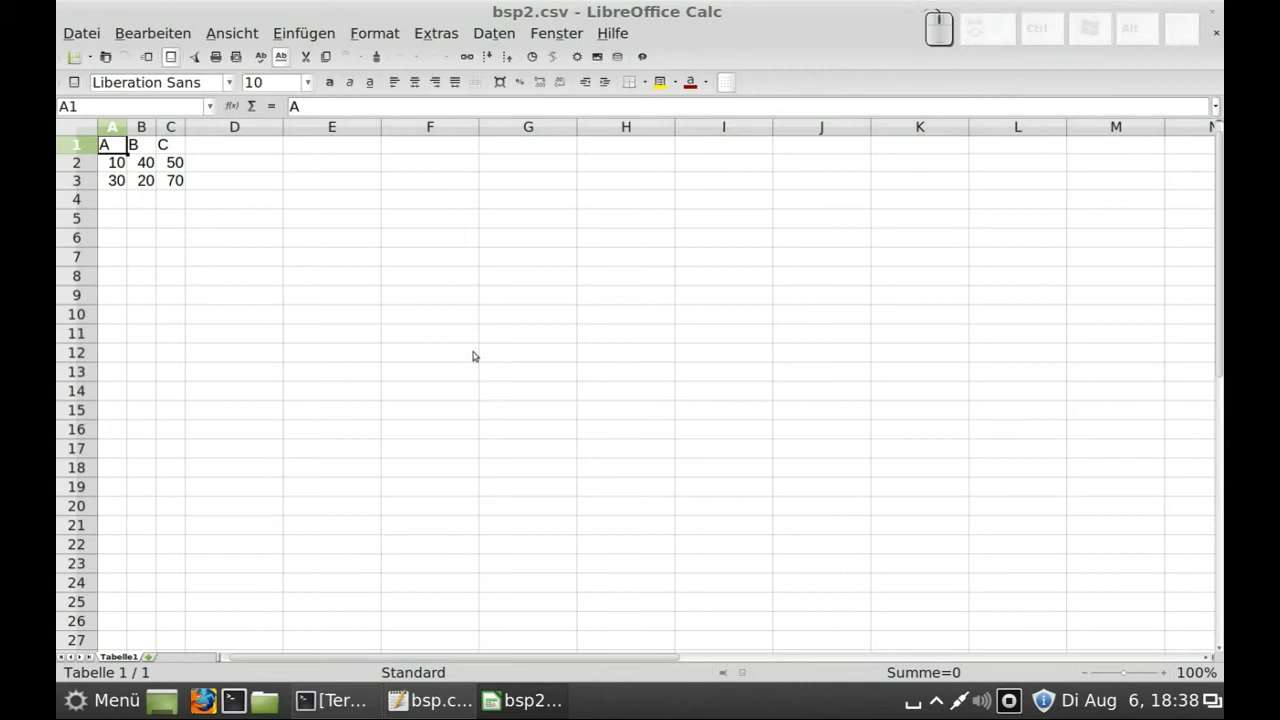 bsp2.csv - LibreOffice Calc
Ctrl Alt
Datei Bearbeiten Ansicht Einfügen Format Extras Daten Fenster Hilfe
Liberation Sans 10
A1 f(x) Σ = A
A B C D E F G H I J K L M N
1 A B C
2 10 40 50
3 30 20 70
4
5
6
7
8
9
10
11
12
13
14
15
16
17
18
19
20
21
22
23
24
25
26
27
Tabelle1
Tabelle 1 / 1 Standard Summe=0 100%
Menü [Ter... bsp.c... bsp2... Di Aug 6, 18:38